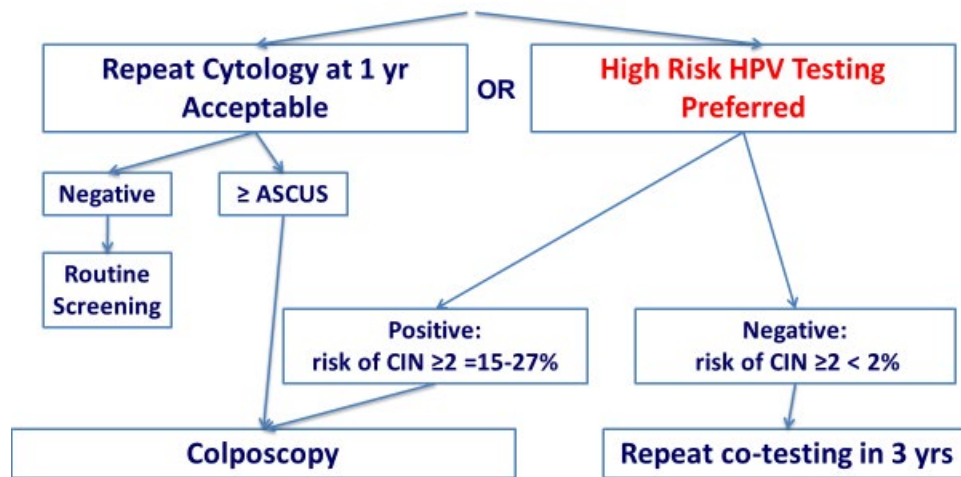 Repeat Cytology at 1 yr
Acceptable
OR
High Risk HPV Testing
Preferred
Negative
≥ ASCUS
Routine
Screening
Positive:
risk of CIN ≥2 =15-27%
Negative:
risk of CIN ≥2 < 2%
Colposcopy
Repeat co-testing in 3 yrs